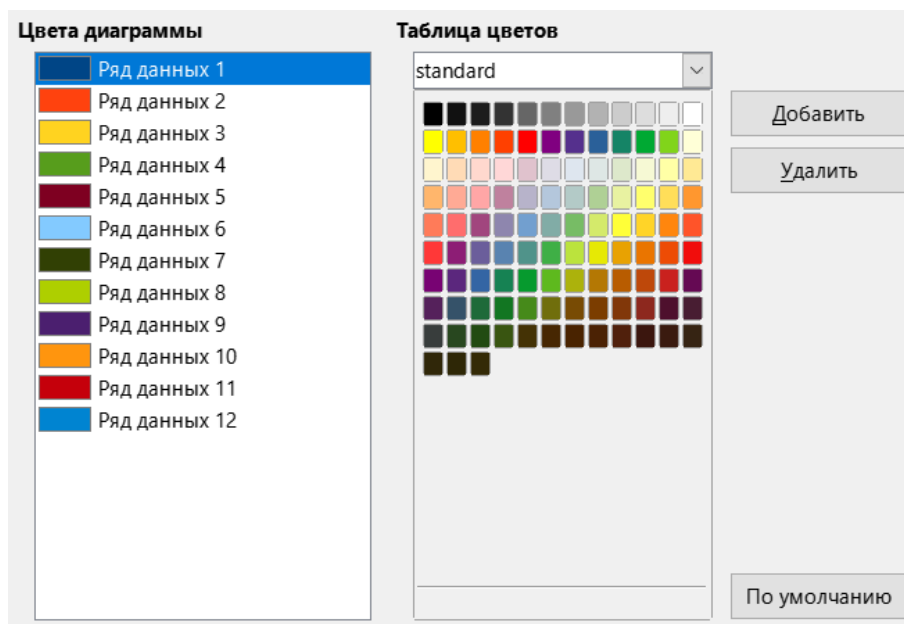 Цвета диаграммы
Ряд данных 1
Ряд данных 2
Ряд данных 3
Ряд данных 4
Ряд данных 5
Ряд данных 6
Ряд данных 7
Ряд данных 8
Ряд данных 9
Ряд данных 10
Ряд данных 11
Ряд данных 12
Таблица цветов
standard
Добавить
Удалить
По умолчанию